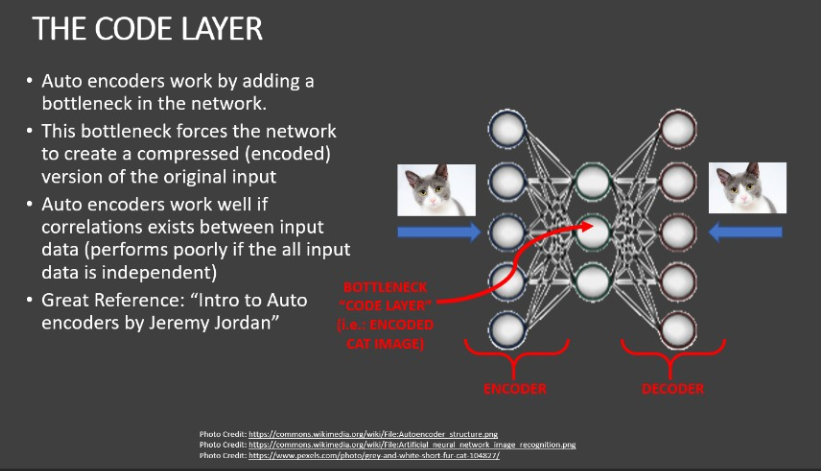 THE CODE LAYER
• Auto encoders work by adding a
bottleneck in the network.
• This bottleneck forces the network
to create a compressed (encoded)
version of the original input
• Auto encoders work well if
correlations exists between input
data (performs poorly if the all input
data is independent)
• Great Reference: “Intro to Auto
encoders by Jeremy Jordan”
BOTTLENECK
“CODE LAYER”
(i.e.: ENCODED
CAT IMAGE)
ENCODER
DECODER
Photo Credit: https://commons.wikimedia.org/wiki/File:Autoencoder_structure.png
Photo Credit: https://commons.wikimedia.org/wiki/File:Artificial_neural_network_image_recognition.png
Photo Credit: https://www.pexels.com/photo/grey-and-white-short-fur-cat-104827/